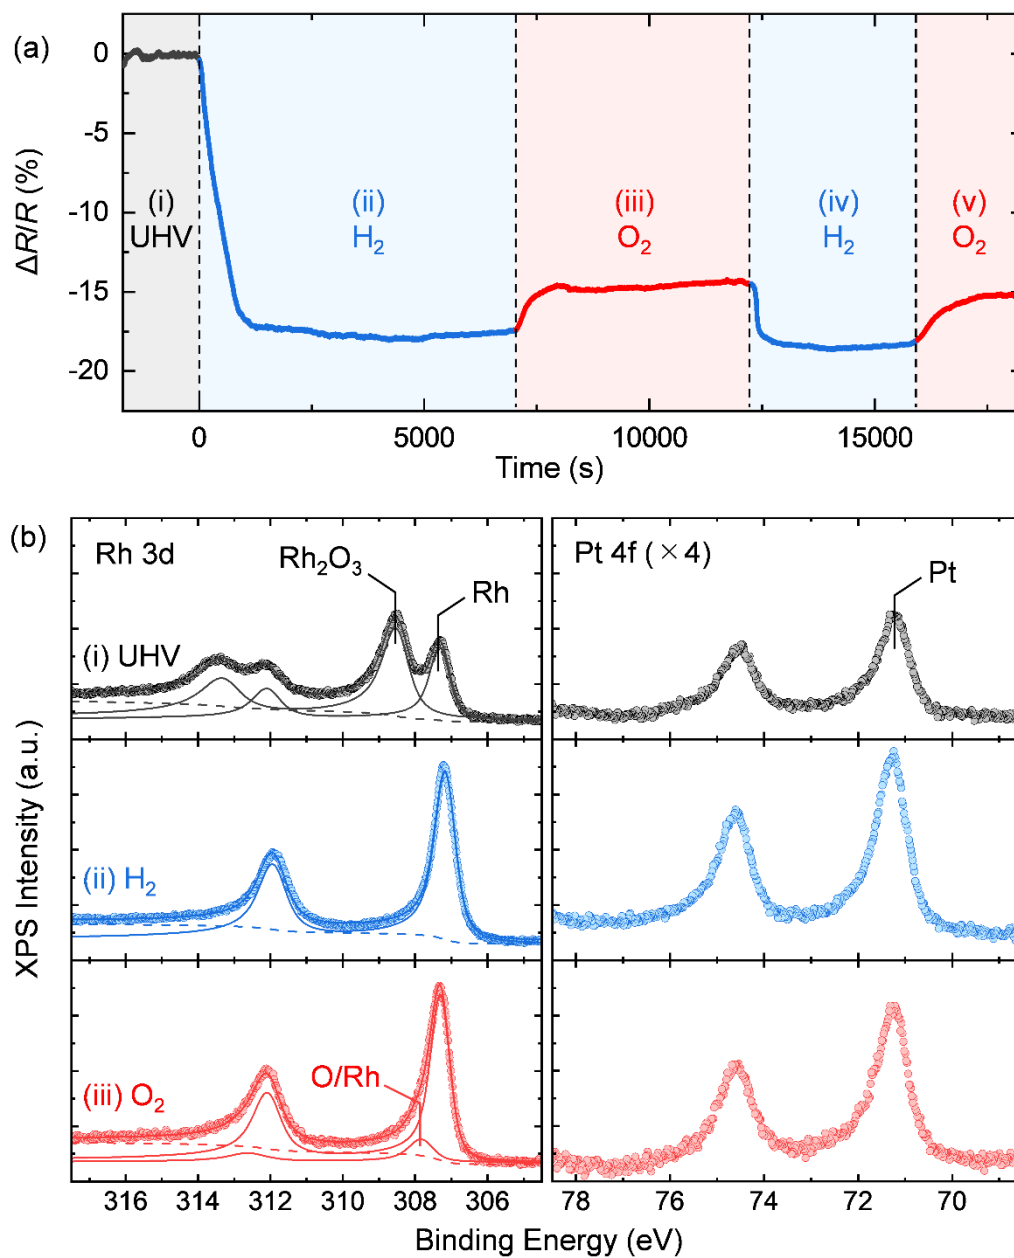 (a)
0
-5
-10
-15
-20
ΔR/R (%)
(i)
UHV
(ii)
H₂
(iii)
O₂
(iv)
H₂
(v)
O₂
0
5000
10000
15000
Time (s)
(b)
Rh 3d
Rh₂O₃
Rh
(i) UHV
Pt 4f (×4)
Pt
(ii) H₂
(iii) O₂
O/Rh
XPS Intensity (a.u.)
316
312
310
308
306
78
76
74
72
70
Binding Energy (eV)